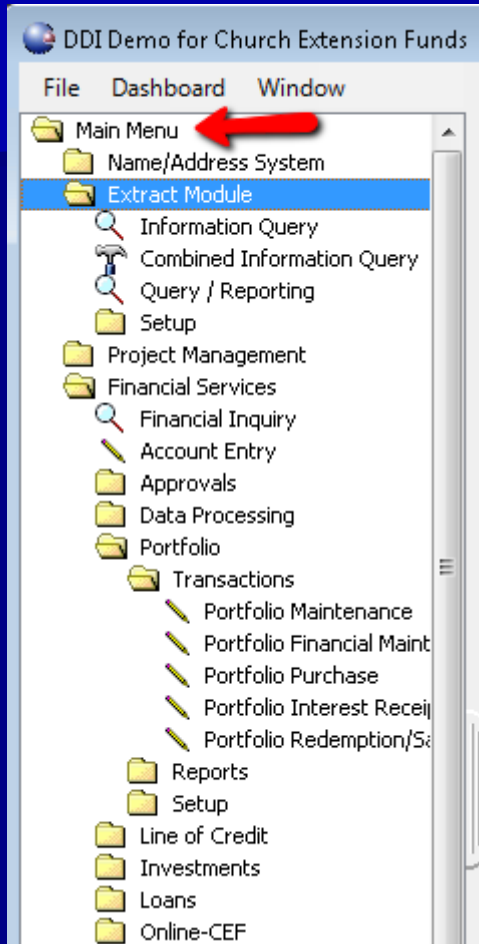 DDI Demo for Church Extension Funds
File Dashboard Window
Main Menu
Name/Address System
Extract Module
Information Query
Combined Information Query
Query / Reporting
Setup
Project Management
Financial Services
Financial Inquiry
Account Entry
Approvals
Data Processing
Portfolio
Transactions
Portfolio Maintenance
Portfolio Financial Maint
Portfolio Purchase
Portfolio Interest Receip
Portfolio Redemption/Sa
Reports
Setup
Line of Credit
Investments
Loans
Online-CEF